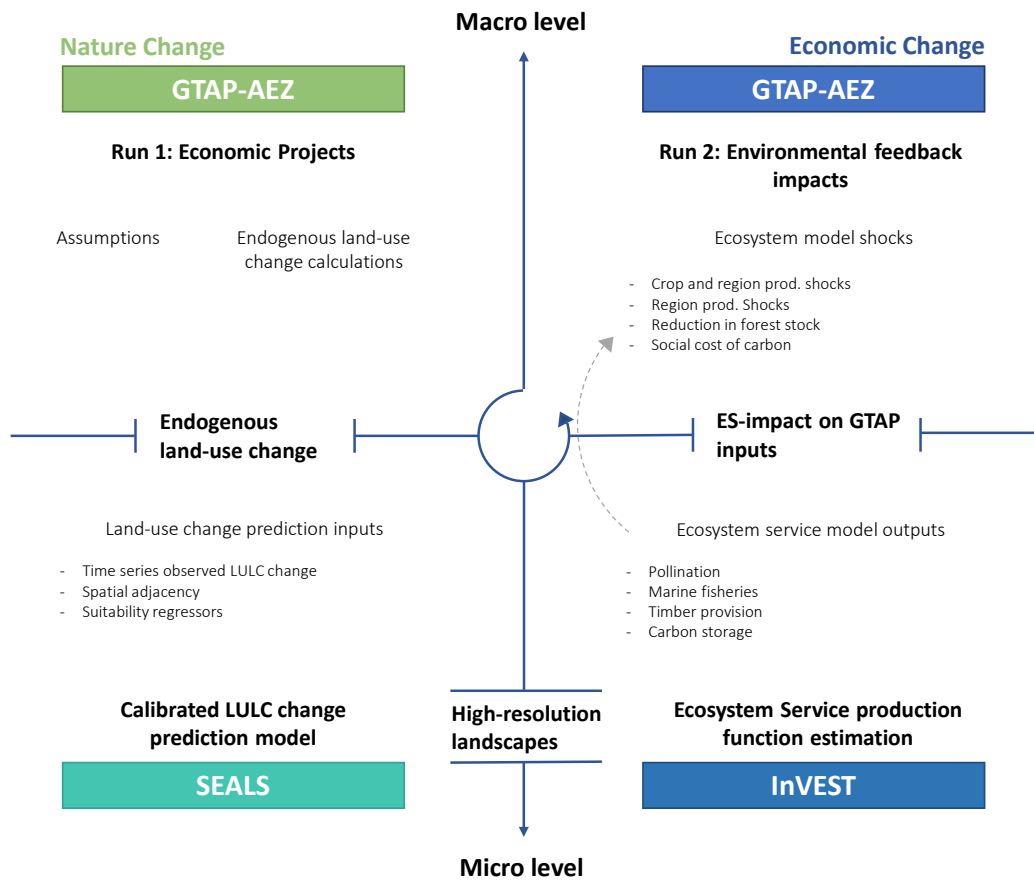 Macro level
Nature Change
Economic Change
GTAP-AEZ
GTAP-AEZ
Run 1: Economic Projects
Run 2: Environmental feedback
impacts
Assumptions
Endogenous land-use
change calculations
Ecosystem model shocks
- Crop and region prod. shocks
- Region prod. Shocks
- Reduction in forest stock
- Social cost of carbon
Endogenous
land-use change
ES-impact on GTAP
inputs
Land-use change prediction inputs
- Time series observed LULC change
- Spatial adjacency
- Suitability regressors
Ecosystem service model outputs
- Pollination
- Marine fisheries
- Timber provision
- Carbon storage
Calibrated LULC change
prediction model
High-resolution
landscapes
Ecosystem Service production
function estimation
SEALS
InVEST
Micro level